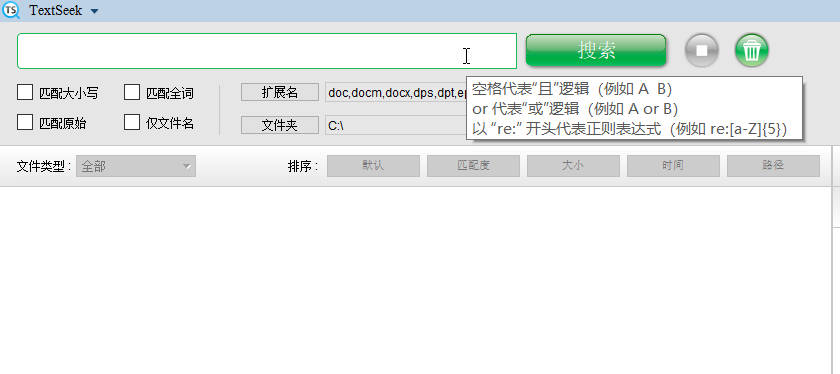 TextSeek
搜索
匹配大小写 匹配全词 扩展名 doc,docm,docx,dps,dpt,ep
空格代表“且”逻辑（例如 A B）
or 代表“或”逻辑（例如 A or B）
以 “re:” 开头代表正则表达式（例如 re:[a-Z]{5}）
匹配原始 仅文件名 文件夹 C:\
文件类型： 全部 排序： 默认 匹配度 大小 时间 路径